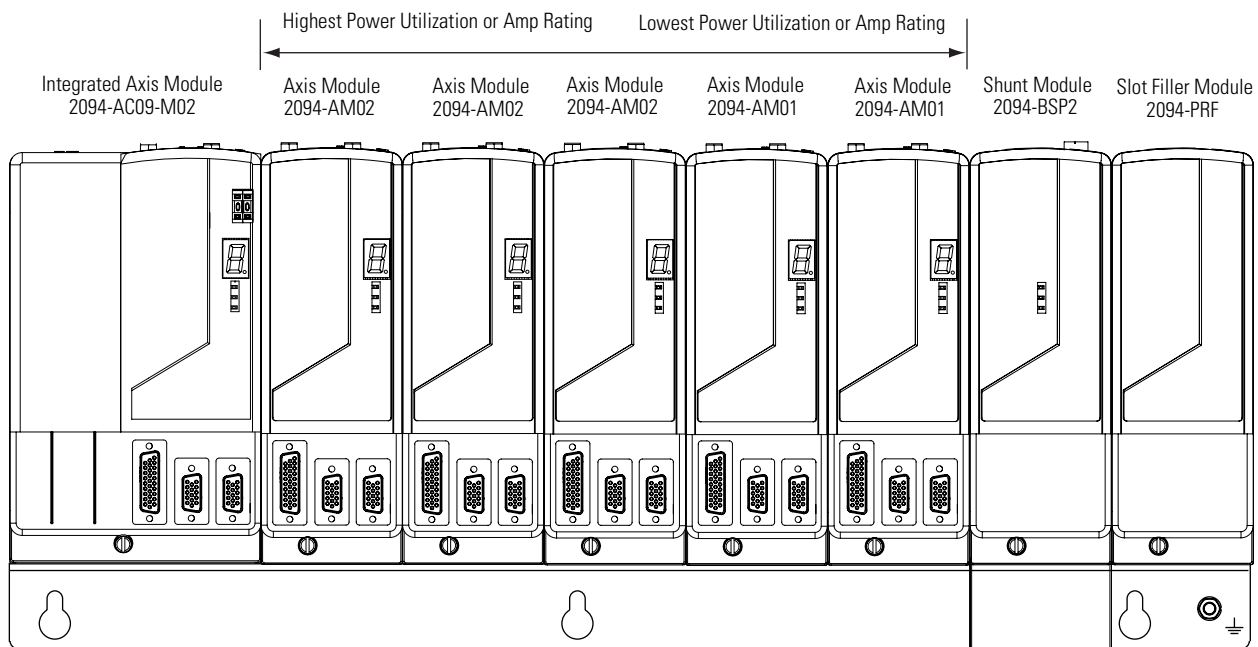 Highest Power Utilization or Amp Rating
Lowest Power Utilization or Amp Rating
Integrated Axis Module
2094-AC09-M02
Axis Module
2094-AM02
Axis Module
2094-AM02
Axis Module
2094-AM02
Axis Module
2094-AM01
Axis Module
2094-AM01
Shunt Module
2094-BSP2
Slot Filler Module
2094-PRF